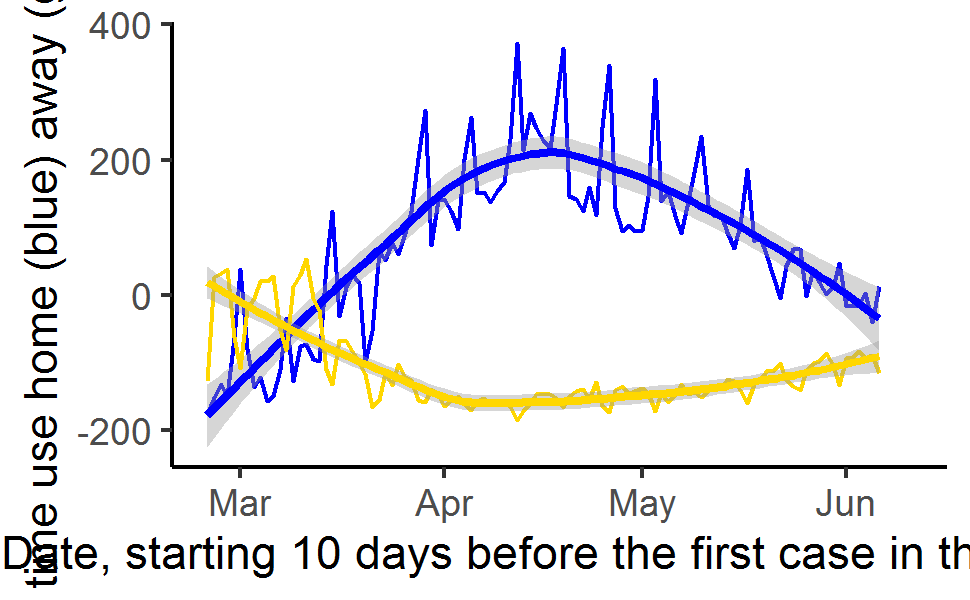 time use home (blue) away (
400
200
0
-200
Mar Apr May Jun
Date, starting 10 days before the first case in th